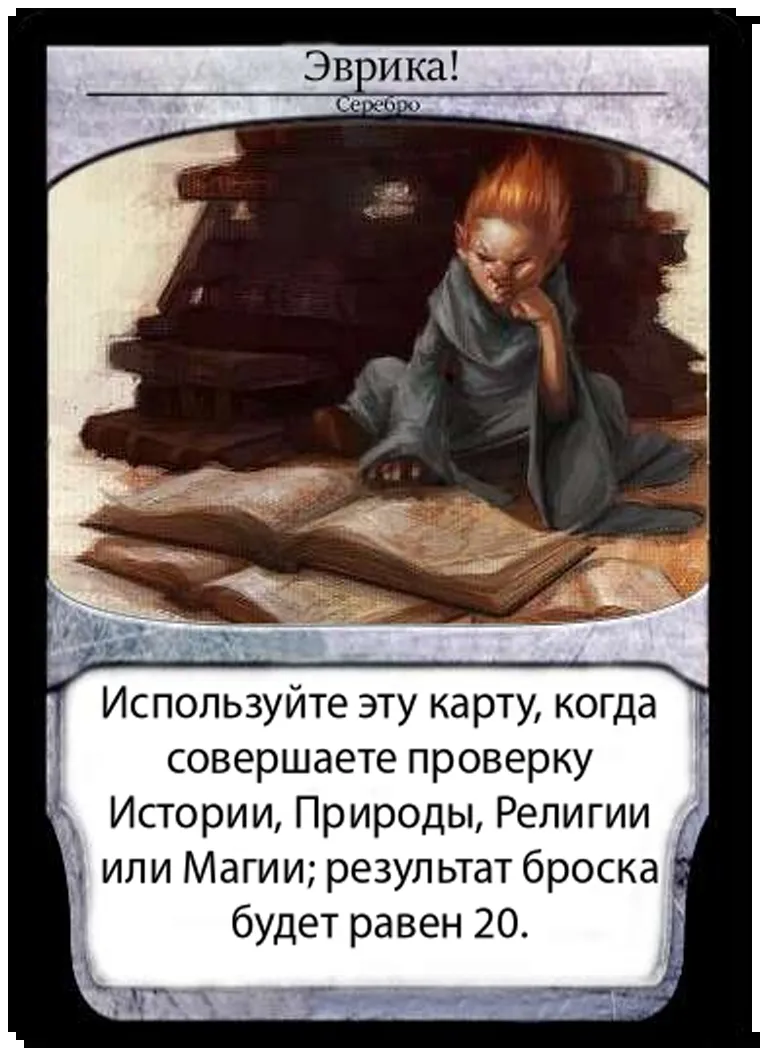 Эврика!
Серебро
Используйте эту карту, когда
совершаете проверку
Истории, Природы, Религии
или Магии; результат броска
будет равен 20.